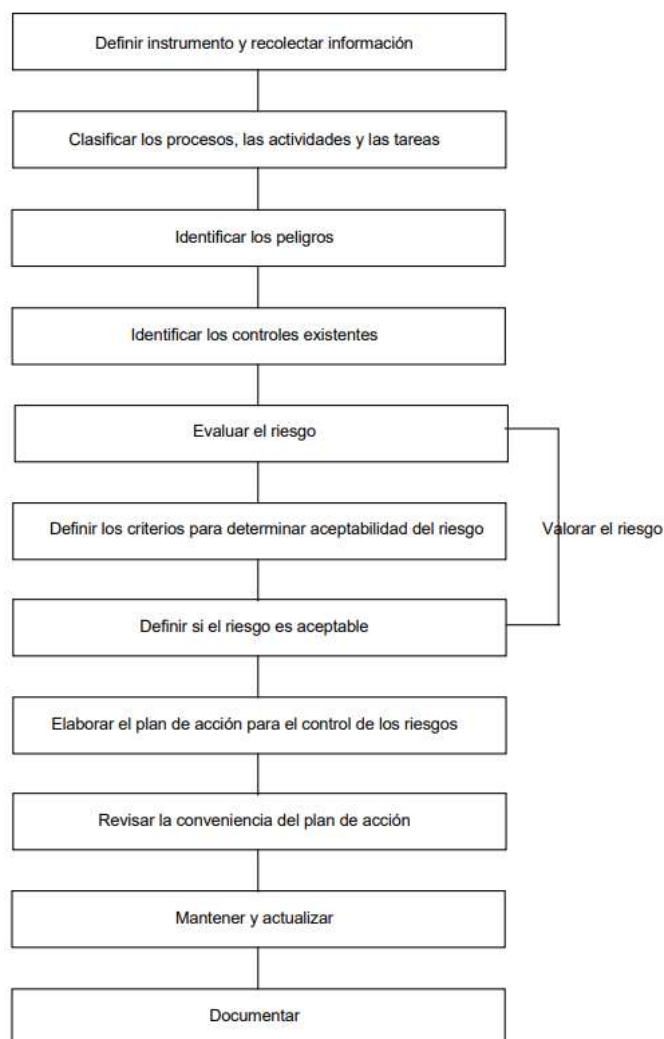 Definir instrumento y recolectar información
Clasificar los procesos, las actividades y las tareas
Identificar los peligros
Identificar los controles existentes
Evaluar el riesgo
Definir los criterios para determinar aceptabilidad del riesgo
Valorar el riesgo
Definir si el riesgo es aceptable
Elaborar el plan de acción para el control de los riesgos
Revisar la conveniencia del plan de acción
Mantener y actualizar
Documentar